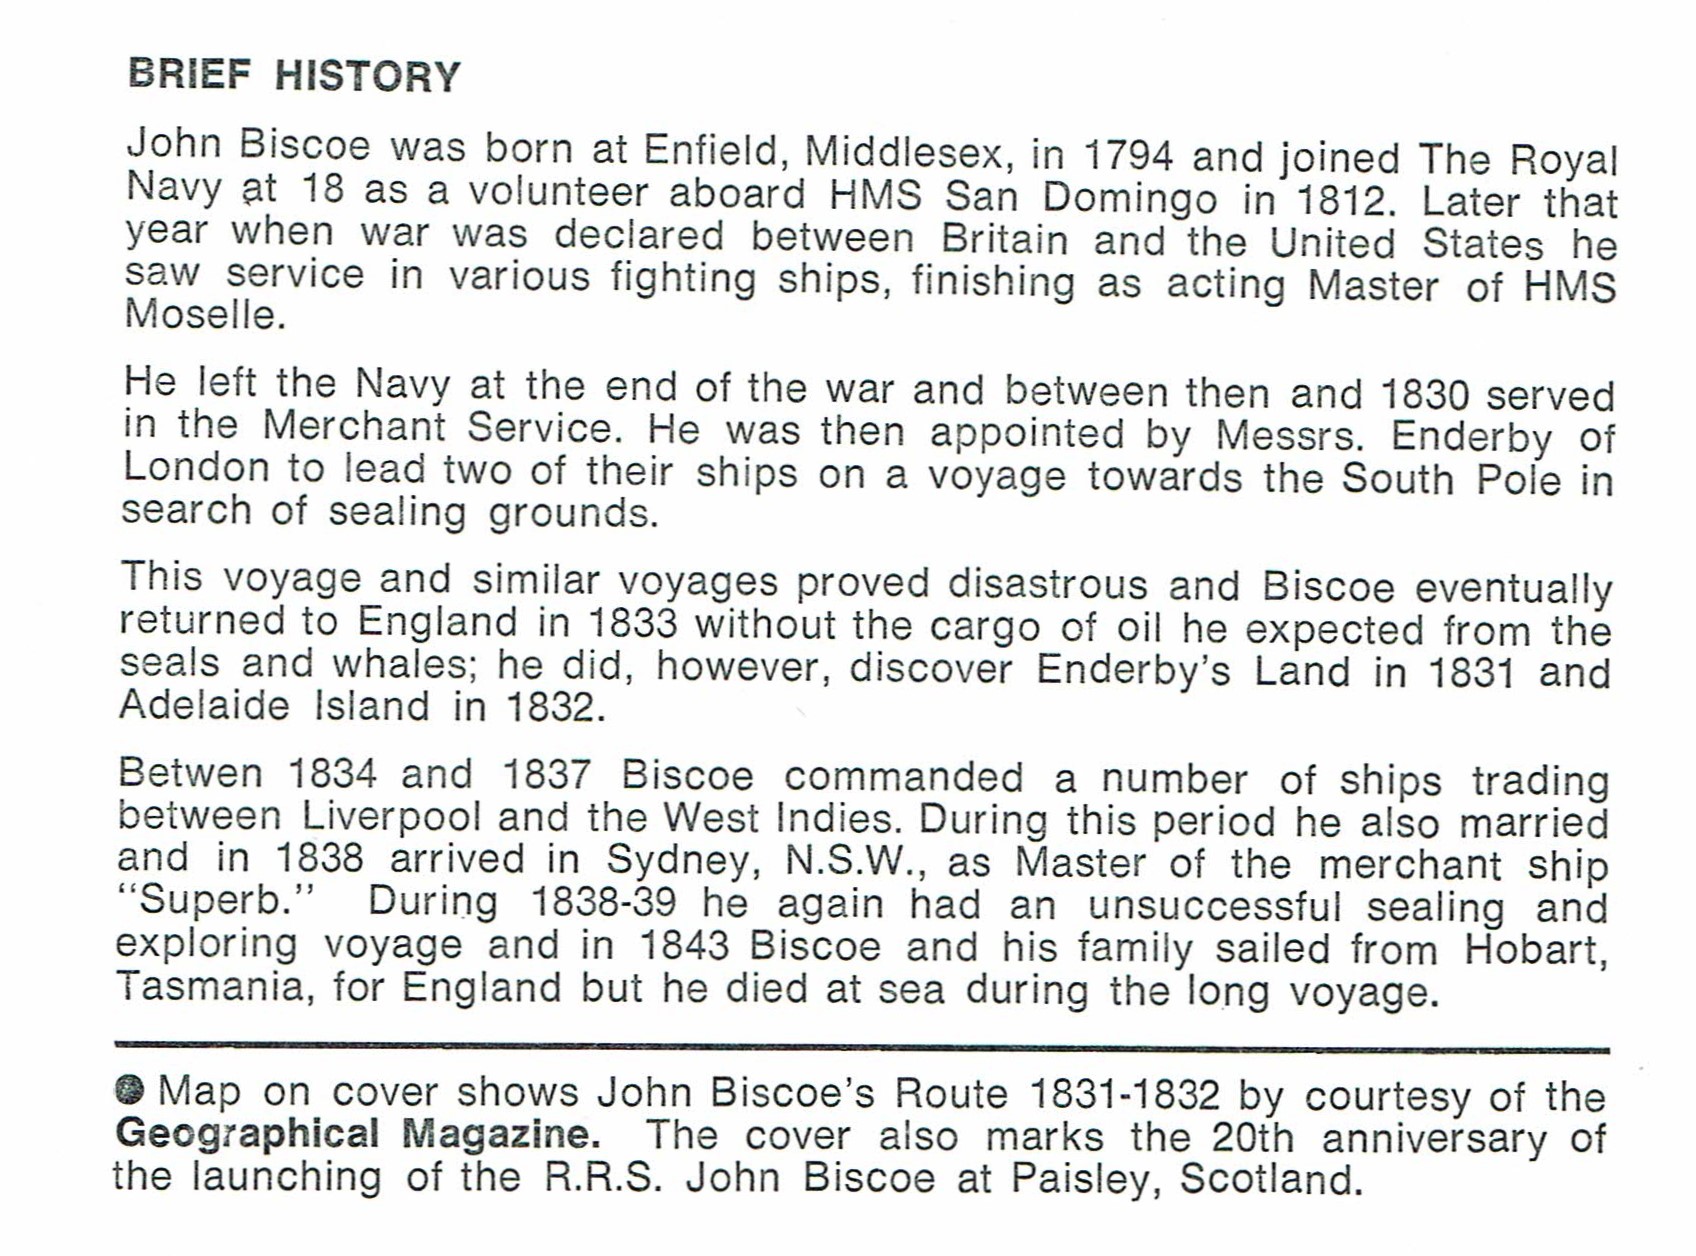 BRIEF HISTORY
John Biscoe was born at Enfield, Middlesex, in 1794 and joined The Royal
Navy at 18 as a volunteer aboard HMS San Domingo in 1812. Later that
year when war was declared between Britain and the United States he
saw service in various fighting ships, finishing as acting Master of HMS
Moselle.
He left the Navy at the end of the war and between then and 1830 served
in the Merchant Service. He was then appointed by Messrs. Enderby of
London to lead two of their ships on a voyage towards the South Pole in
search of sealing grounds.
This voyage and similar voyages proved disastrous and Biscoe eventually
returned to England in 1833 without the cargo of oil he expected from the
seals and whales; he did, however, discover Enderby's Land in 1831 and
Adelaide Island in 1832.
Betwen 1834 and 1837 Biscoe commanded a number of ships trading
between Liverpool and the West Indies. During this period he also married
and in 1838 arrived in Sydney, N.S.W., as Master of the merchant ship
“Superb.” During 1838-39 he again had an unsuccessful sealing and
exploring voyage and in 1843 Biscoe and his family sailed from Hobart,
Tasmania, for England but he died at sea during the long voyage.
● Map on cover shows John Biscoe's Route 1831-1832 by courtesy of the
Geographical Magazine. The cover also marks the 20th anniversary of
the launching of the R.R.S. John Biscoe at Paisley, Scotland.